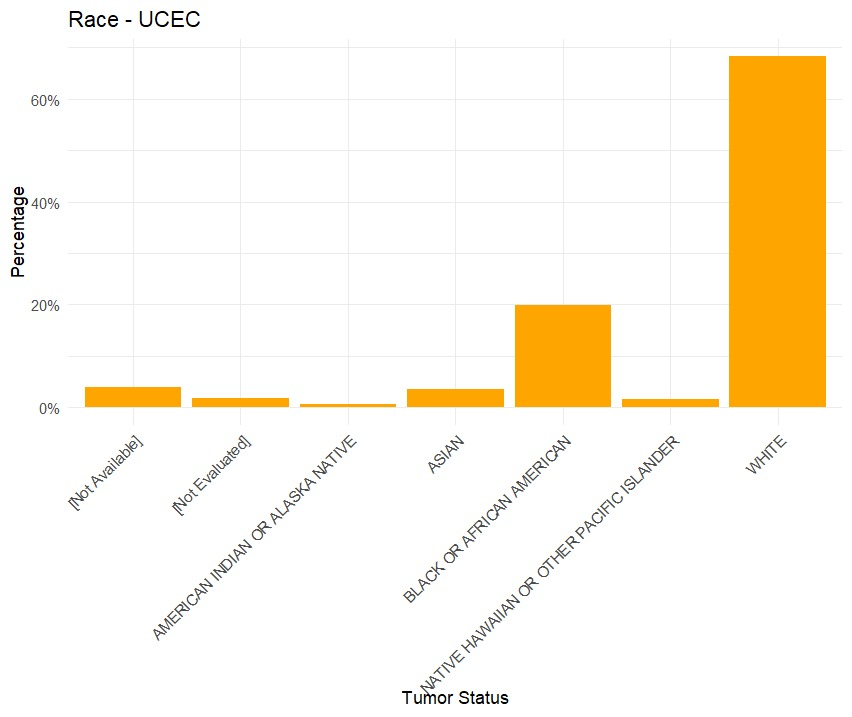 Race - UCEC
Percentage
60%
40%
20%
0%
[Not Available]
[Not Evaluated]
AMERICAN INDIAN OR ALASKA NATIVE
ASIAN
BLACK OR AFRICAN AMERICAN
NATIVE HAWAIIAN OR OTHER PACIFIC ISLANDER
WHITE
Tumor Status